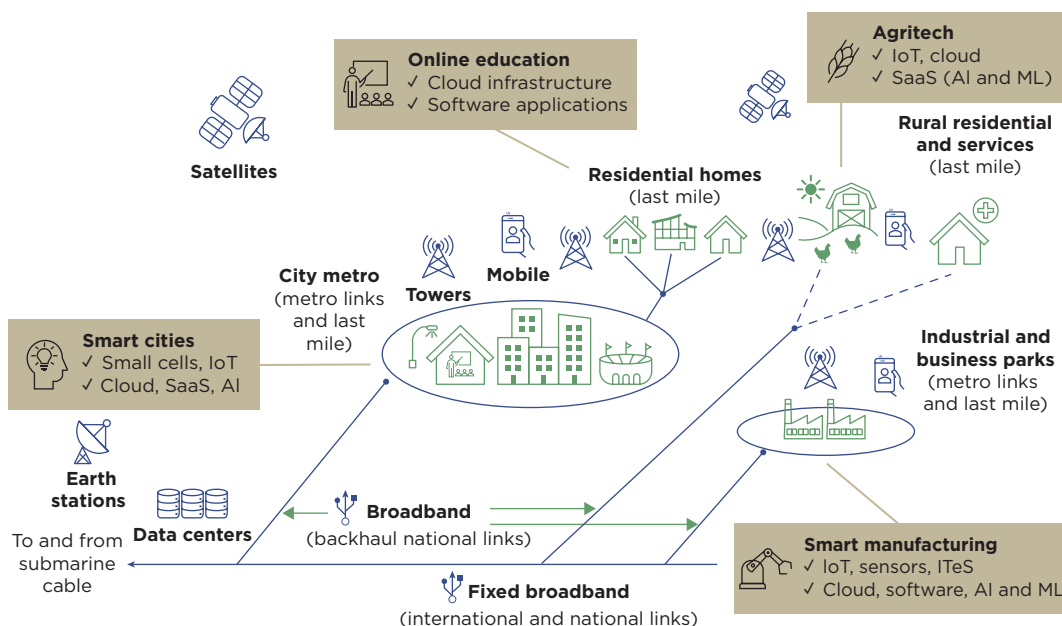 Online education
✓ Cloud infrastructure
✓ Software applications
Agritech
✓ IoT, cloud
✓ SaaS (AI and ML)
Satellites
Residential homes
(last mile)
Rural residential
and services
(last mile)
City metro
(metro links
and last
mile)
Towers
Mobile
Smart cities
✓ Small cells, IoT
✓ Cloud, SaaS, AI
Industrial and
business parks
(metro links
and last mile)
Earth
stations
Data centers
Broadband
(backhaul national links)
To and from
submarine
cable
Fixed broadband
(international and national links)
Smart manufacturing
✓ IoT, sensors, ITeS
✓ Cloud, software, AI and ML